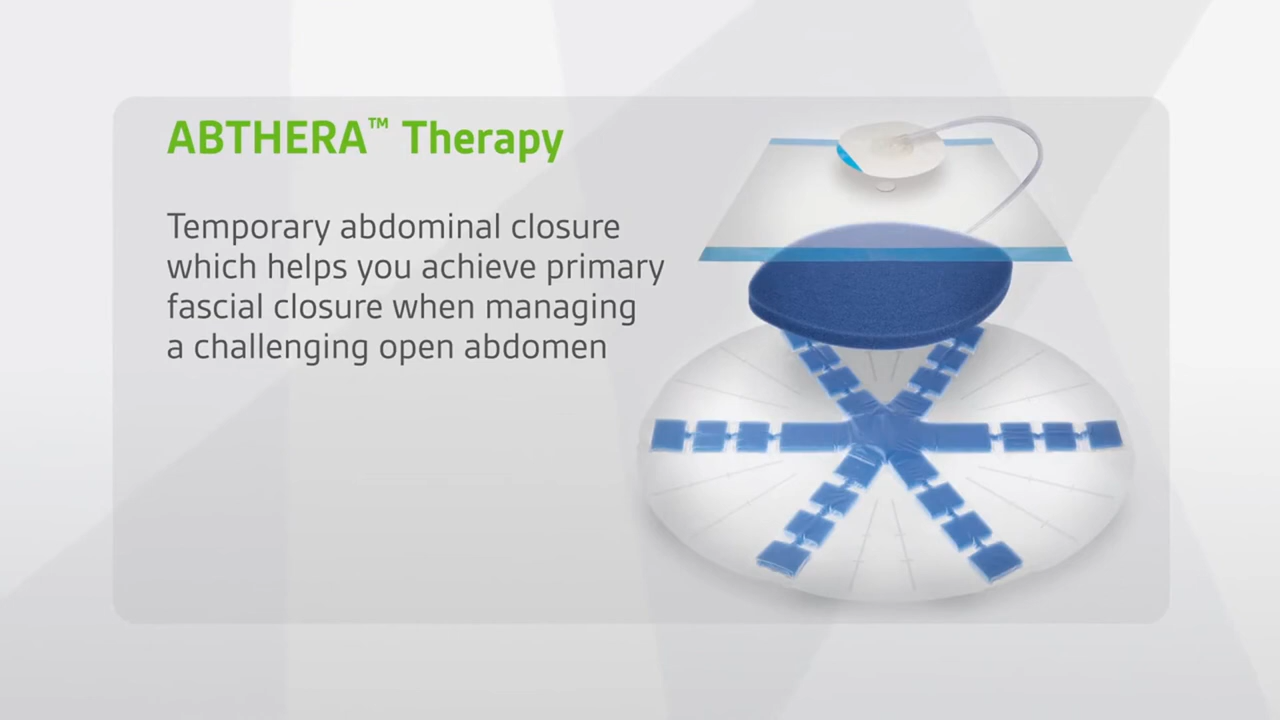 ABTHERA™ Therapy
Temporary abdominal closure
which helps you achieve primary
fascial closure when managing
a challenging open abdomen